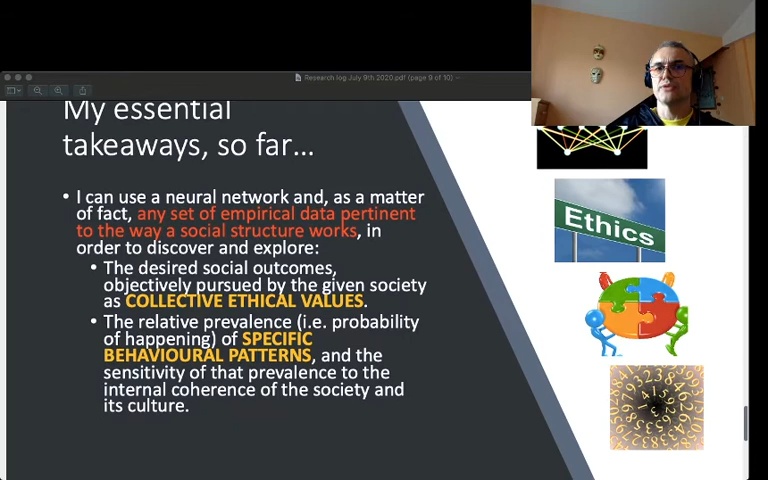 Research log July 9th 2020.pdf (page 9 of 10)
My essential
takeaways, so far...
• I can use a neural network and, as a matter
of fact, any set of empirical data pertinent
to the way a social structure works, in
order to discover and explore:
• The desired social outcomes,
objectively pursued by the given society
as COLLECTIVE ETHICAL VALUES.
• The relative prevalence (i.e. probability
of happening) of SPECIFIC
BEHAVIOURAL PATTERNS, and the
sensitivity of that prevalence to the
internal coherence of the society and
its culture.
Ethics